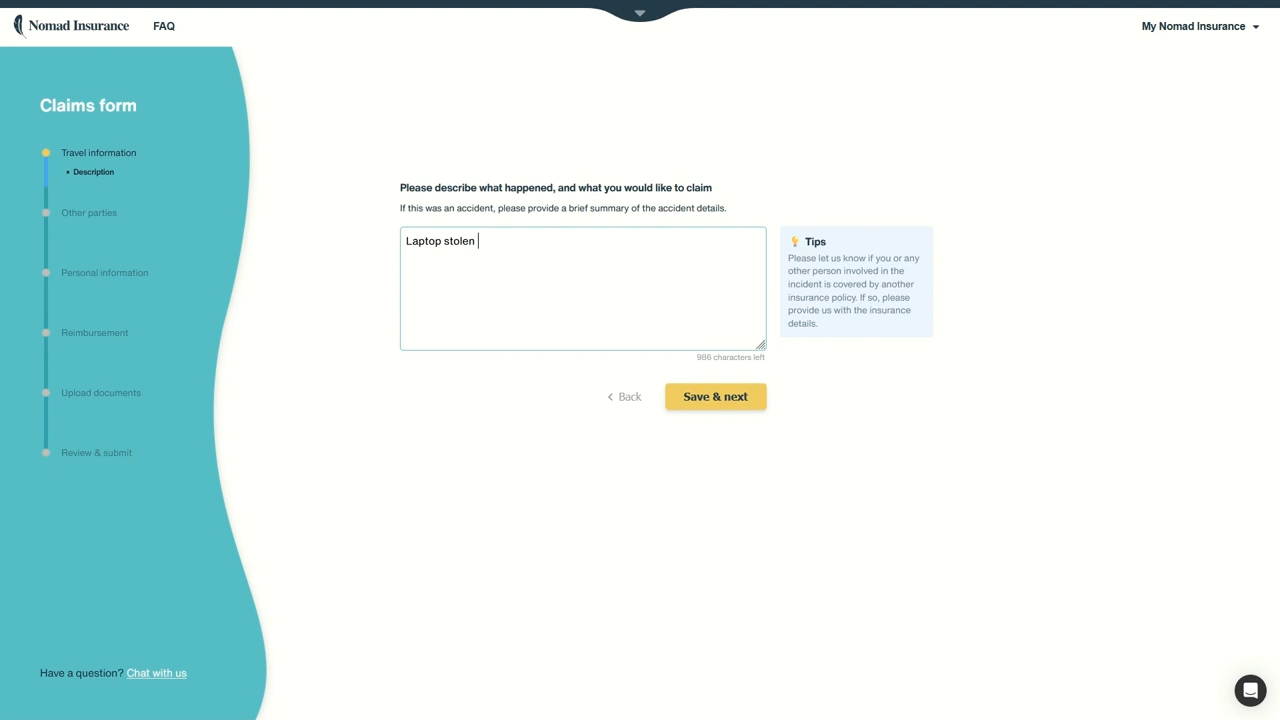 Nomad Insurance
FAQ
My Nomad Insurance
Claims form
Travel information
• Description
Other parties
Personal information
Reimbursement
Upload documents
Review & submit
Have a question? Chat with us
Please describe what happened, and what you would like to claim
If this was an accident, please provide a brief summary of the accident details.
Laptop stolen
986 characters left
Back
Save & next
Tips
Please let us know if you or any
other person involved in the
incident is covered by another
insurance policy. If so, please
provide us with the insurance
details.